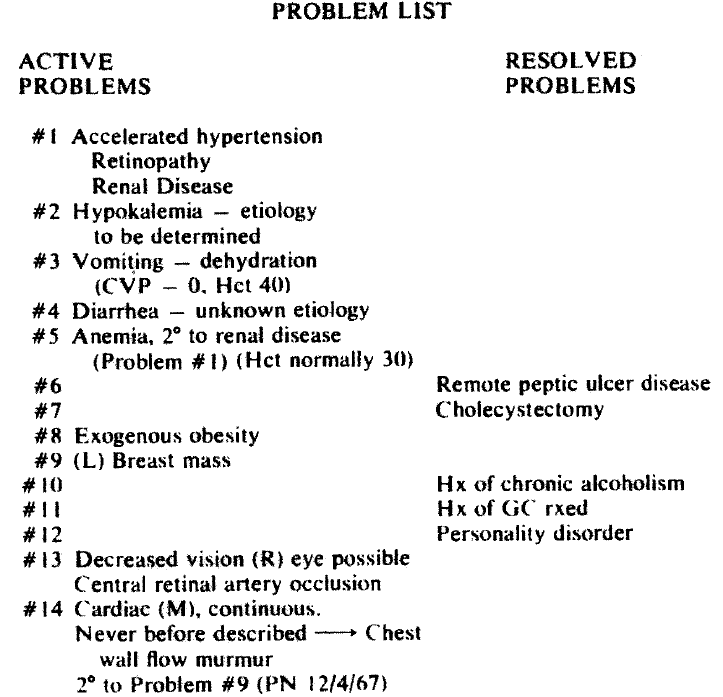 PROBLEM LIST
ACTIVE RESOLVED
PROBLEMS PROBLEMS
#1 Accelerated hypertension
Retinopathy
Renal Disease
#2 Hypokalemia — etiology
to be determined
#3 Vomiting — dehydration
(CVP — 0, Hct 40)
#4 Diarrhea — unknown etiology
#5 Anemia, 2° to renal disease
(Problem #1) (Hct normally 30)
#6 Remote peptic ulcer disease
#7 Cholecystectomy
#8 Exogenous obesity
#9 (L) Breast mass
#10 Hx of chronic alcoholism
#11 Hx of GC rxed
#12 Personality disorder
#13 Decreased vision (R) eye possible
Central retinal artery occlusion
#14 Cardiac (M), continuous.
Never before described ⟶ Chest
wall flow murmur
2° to Problem #9 (PN 12/4/67)